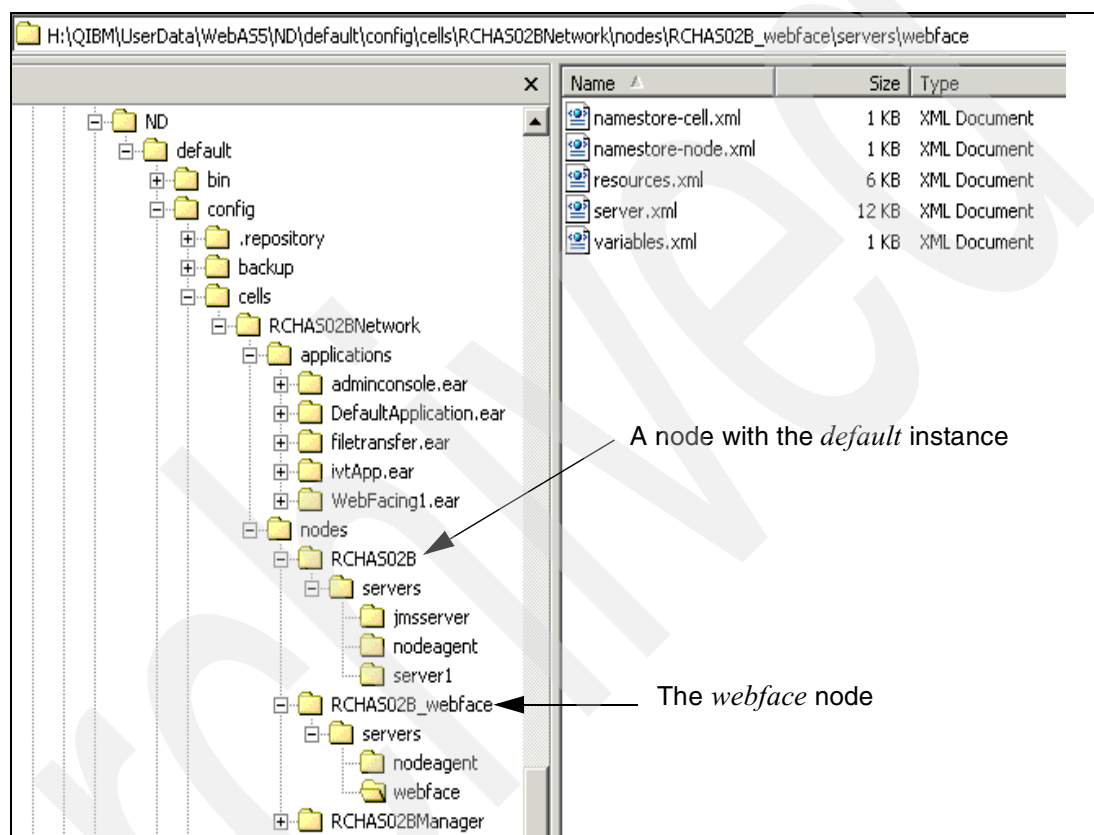 H:\QIBM\UserData\WebAS5\ND\default\config\cells\RCHAS02BNetwork\nodes\RCHAS02B_webface\servers\webface
x
ND
default
bin
config
.repository
backup
cells
RCHAS02BNetwork
applications
adminconsole.ear
DefaultApplication.ear
filetransfer.ear
ivtApp.ear
WebFacing1.ear
nodes
RCHAS02B
servers
jmsserver
nodeagent
server1
RCHAS02B_webface
servers
nodeagent
webface
RCHAS02BManager
Name Size Type
namestore-cell.xml 1 KB XML Document
namestore-node.xml 1 KB XML Document
resources.xml 6 KB XML Document
server.xml 12 KB XML Document
variables.xml 1 KB XML Document
A node with the default instance
The webface node